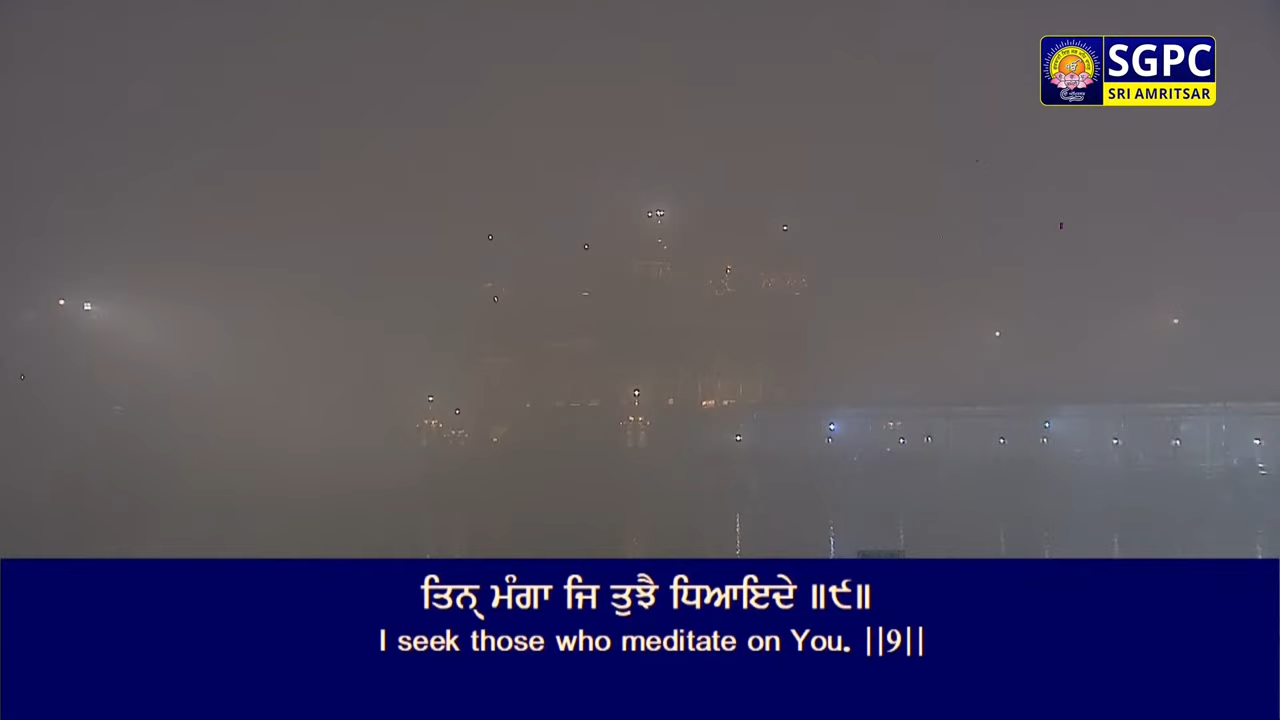 SGPC
SRI AMRITSAR
ਤਿਨ੍ ਮੰਗਾ ਜਿ ਤੁਝੈ ਧਿਆਇਦੇ ॥੯॥
I seek those who meditate on You. ||9||